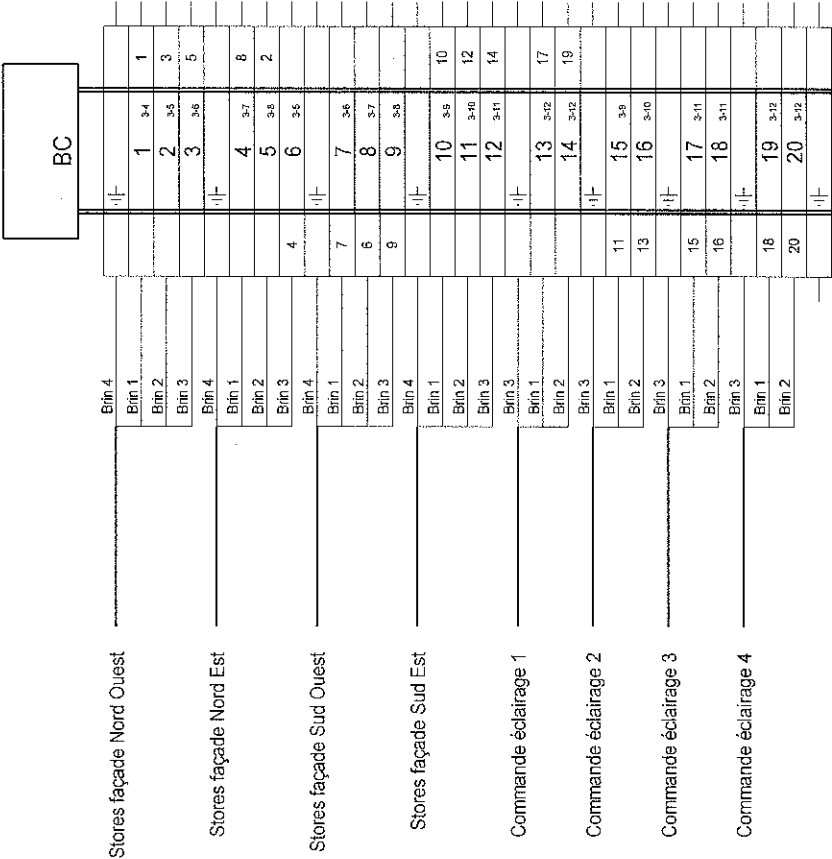 BC
1 3 5 8 2 10 12 14 17 19
1 3-4
2 3-5
3 3-6
4 3-7
5 3-8
6 3-5
7 3-6
8 3-7
9 3-8
10 3-9
11 3-10
12 3-11
13 3-12
14 3-12
15 3-9
16 3-10
17 3-11
18 3-11
19 3-12
20 3-12
4 7 6 9 11 13 15 16 18 20
Brin 4
Brin 1
Brin 2
Brin 3
Brin 4
Brin 1
Brin 2
Brin 3
Brin 4
Brin 1
Brin 2
Brin 3
Brin 4
Brin 1
Brin 2
Brin 3
Brin 3
Brin 1
Brin 2
Brin 3
Brin 1
Brin 2
Brin 3
Brin 1
Brin 2
Brin 3
Brin 1
Brin 2
Stores façade Nord Ouest
Stores façade Nord Est
Stores façade Sud Ouest
Stores façade Sud Est
Commande éclairage 1
Commande éclairage 2
Commande éclairage 3
Commande éclairage 4